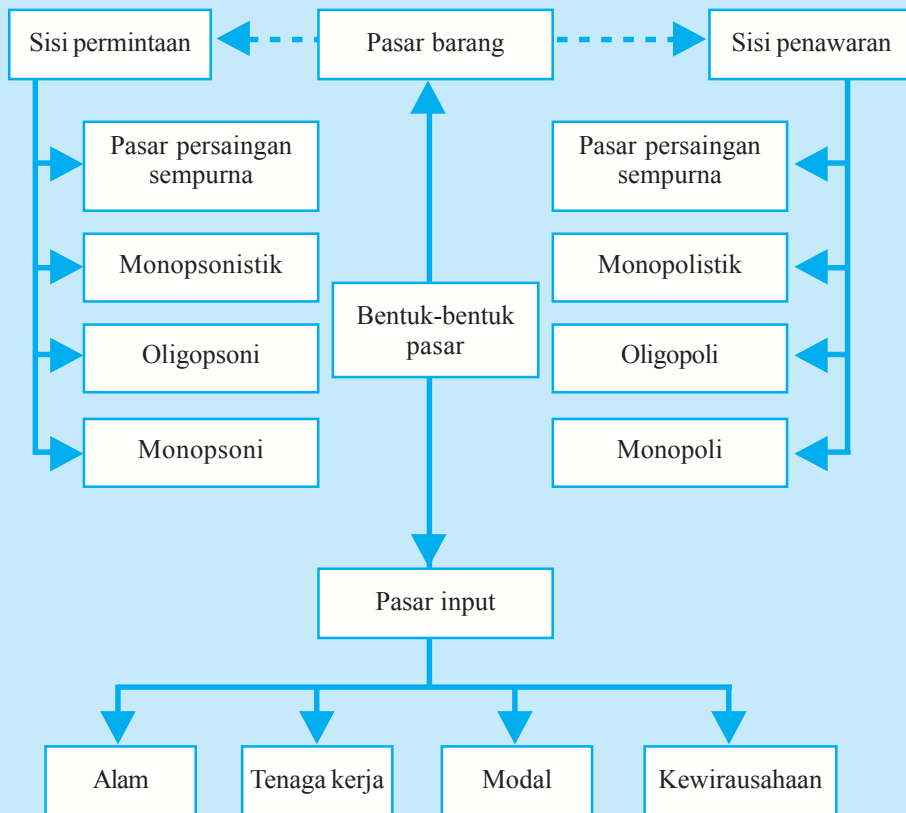 Sisi permintaan
Pasar barang
Sisi penawaran
Pasar persaingan
sempurna
Pasar persaingan
sempurna
Monopsonistik
Monopolistik
Bentuk-bentuk
pasar
Oligopsoni
Oligopoli
Monopsoni
Monopoli
Pasar input
Alam
Tenaga kerja
Modal
Kewirausahaan